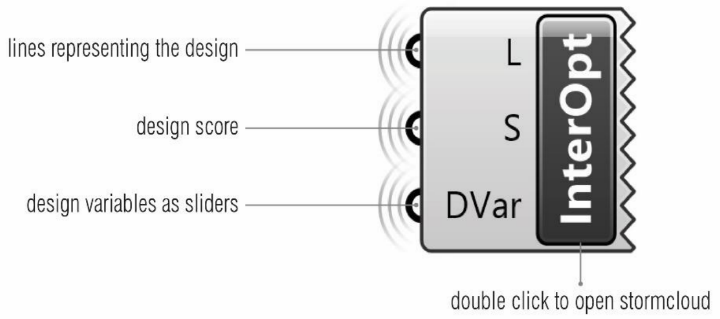 lines representing the design
L
design score
S
design variables as sliders
DVar
InterOpt
double click to open stormcloud